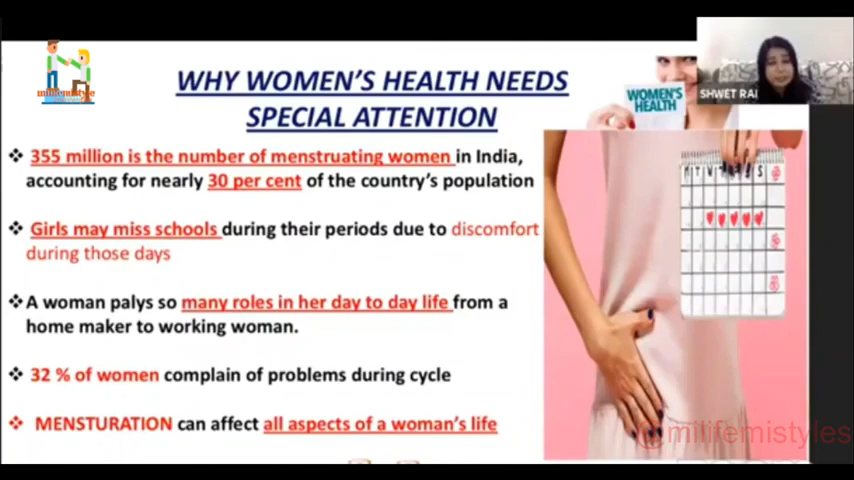 milifemistyle
WHY WOMEN'S HEALTH NEEDS
SPECIAL ATTENTION
WOMEN'S
HEALTH
SHWET RAI
❖ 355 million is the number of menstruating women in India,
accounting for nearly 30 per cent of the country's population
❖ Girls may miss schools during their periods due to discomfort
during those days
❖ A woman palys so many roles in her day to day life from a
home maker to working woman.
❖ 32 % of women complain of problems during cycle
❖ MENSTURATION can affect all aspects of a woman's life
M T W T S
@milifemistyles